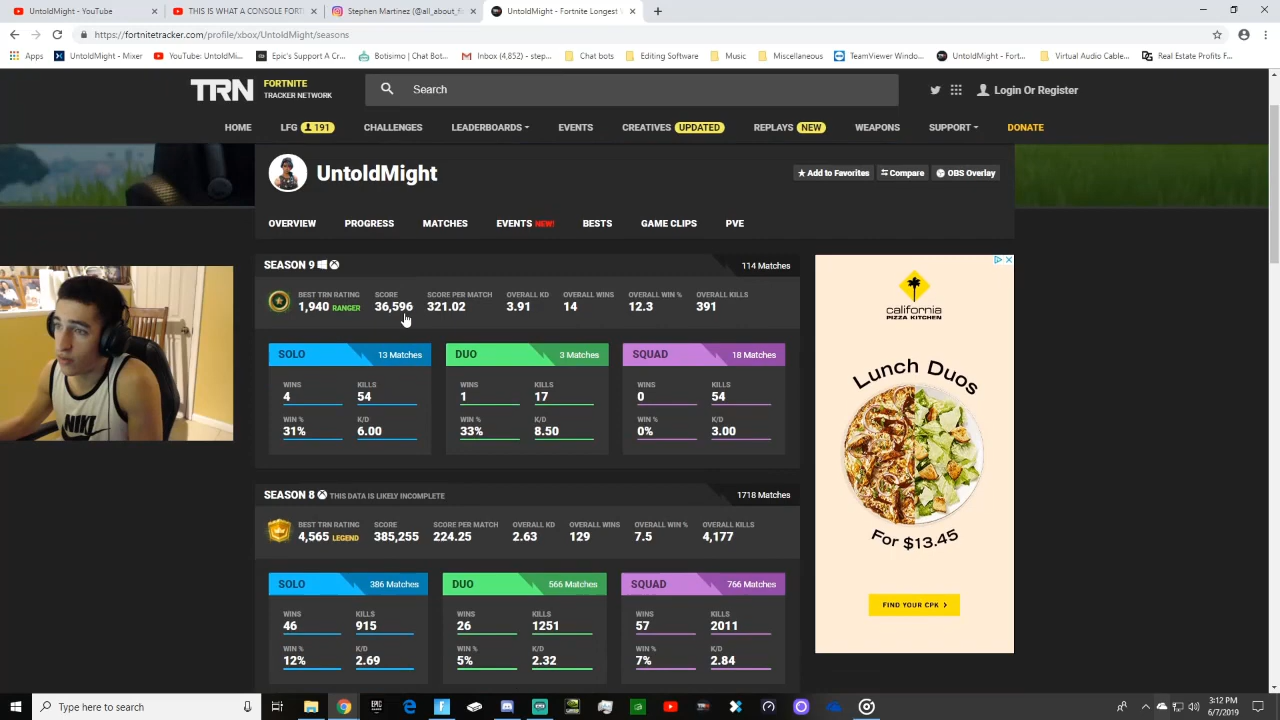 UntoldMight - YouTube
THIS IS A CONSOLE FORT
Stephen Martinez (@all_about_f
UntoldMight - Fortnite Longest
https://fortnitetracker.com/profile/xbox/UntoldMight/seasons
Apps
UntoldMight - Mixer
YouTube: UntoldMi...
Epic's Support-A-Cr...
Botisimo | Chat Bot...
Inbox (4,852) - step...
Chat bots
Editing Software
Music
Miscellaneous
TeamViewer Window...
UntoldMight - Fort...
Virtual Audio Cable...
Real Estate Profits F...
TRN FORTNITE
TRACKER NETWORK
Search
Login Or Register
HOME
LFG 191
CHALLENGES
LEADERBOARDS
EVENTS
CREATIVES UPDATED
REPLAYS NEW
WEAPONS
SUPPORT
DONATE
UntoldMight
Add to Favorites
Compare
OBS Overlay
OVERVIEW
PROGRESS
MATCHES
EVENTS NEW!
BESTS
GAME CLIPS
PVE
SEASON 9
114 Matches
BEST TRN RATING SCORE SCORE PER MATCH OVERALL KD OVERALL WINS OVERALL WIN % OVERALL KILLS
1,940 RANGER 36,596 321.02 3.91 14 12.3 391
SOLO 13 Matches
WINS KILLS
4 54
WIN % K/D
31% 6.00
DUO 3 Matches
WINS KILLS
1 17
WIN % K/D
33% 8.50
SQUAD 18 Matches
WINS KILLS
0 54
WIN % K/D
0% 3.00
SEASON 8 THIS DATA IS LIKELY INCOMPLETE
1718 Matches
BEST TRN RATING SCORE SCORE PER MATCH OVERALL KD OVERALL WINS OVERALL WIN % OVERALL KILLS
4,565 LEGEND 385,255 224.25 2.63 129 7.5 4,177
SOLO 386 Matches
WINS KILLS
46 915
WIN % K/D
12% 2.69
DUO 566 Matches
WINS KILLS
26 1251
WIN % K/D
5% 2.32
SQUAD 766 Matches
WINS KILLS
57 2011
WIN % K/D
7% 2.84
california
PIZZA KITCHEN
Lunch Duos
For $13.45
FIND YOUR CPK
NIKE
Type here to search
3:12 PM
6/7/2019